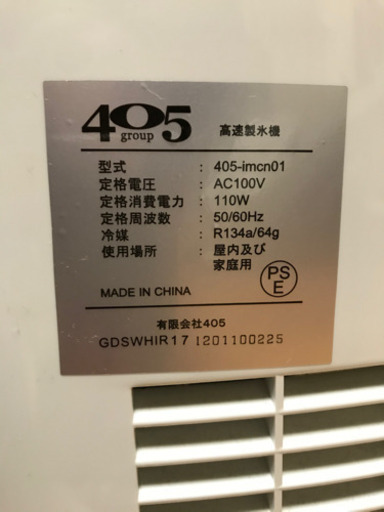 405 group 高速製氷機
型式 : 405-imcn01
定格電圧 : AC100V
定格消費電力 : 110W
定格周波数 : 50/60Hz
冷媒 : R134a/64g
使用場所 : 屋内及び
家庭用
PS
E
MADE IN CHINA
有限会社405
GDSWHIR17 1201100225